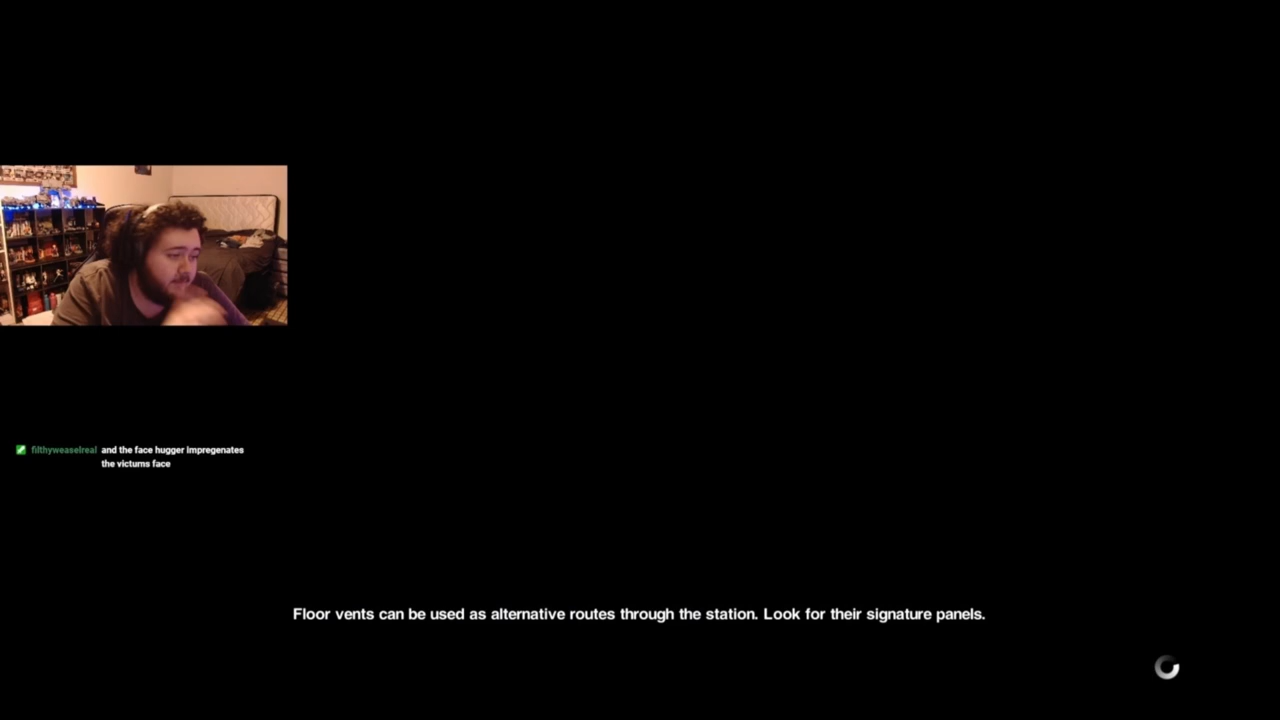 filthyweaselreal and the face hugger impregenates
the victums face
Floor vents can be used as alternative routes through the station. Look for their signature panels.